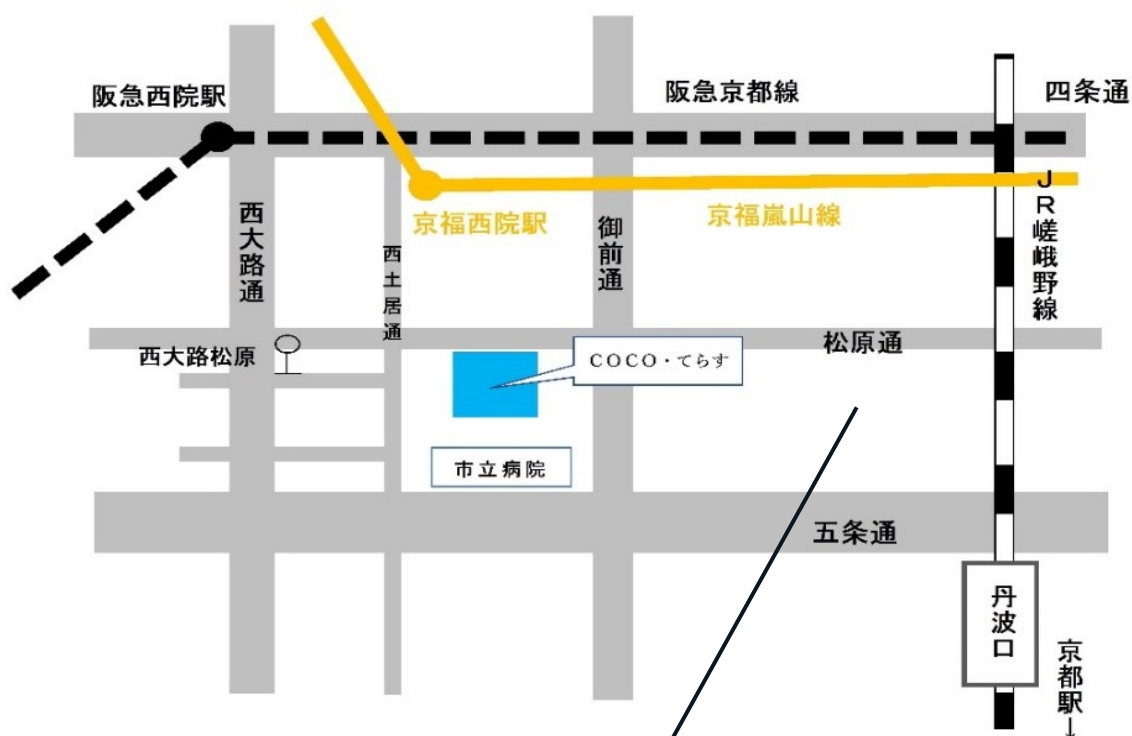 阪急西院駅
阪急京都線
四条通
西大路通
京福西院駅
西土居通
御前通
京福嵐山線
JR嵯峨野線
西大路松原
COCO・てらす
松原通
市立病院
五条通
丹波口
京都駅↓